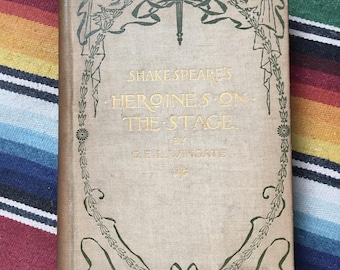 SHAKESPEARE'S
HEROINES ON
THE STAGE
BY
C.E.L. WINGATE